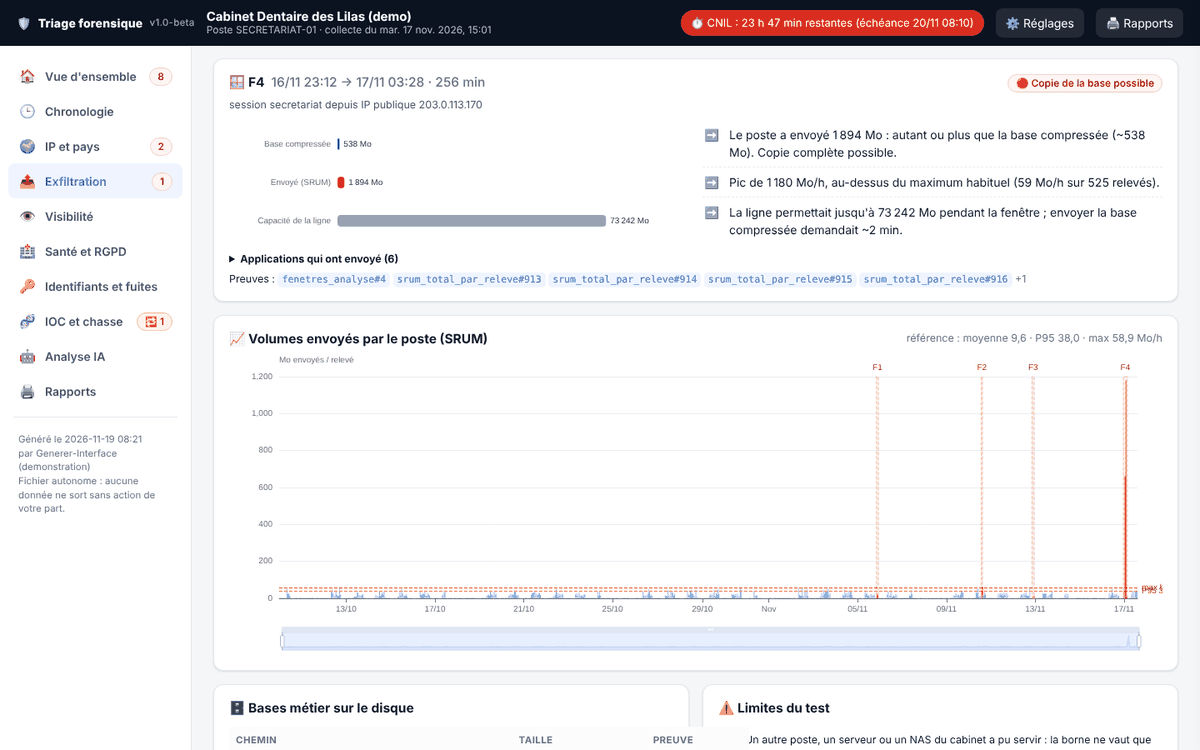 Triage forensique v1.0-beta
Cabinet Dentaire des Lilas (demo)
Poste SECRETARIAT-01 · collecte du mar. 17 nov. 2026, 15:01
CNIL : 23 h 47 min restantes (échéance 20/11 08:10)
Réglages
Rapports
Vue d'ensemble 8
Chronologie
IP et pays 2
Exfiltration 1
Visibilité
Santé et RGPD
Identifiants et fuites
IOC et chasse 1
Analyse IA
Rapports
Généré le 2026-11-19 08:21
par Generer-Interface
(demonstration)
Fichier autonome : aucune
donnée ne sort sans action de
votre part.
F4 16/11 23:12 → 17/11 03:28 · 256 min
Copie de la base possible
session secretariat depuis IP publique 203.0.113.170
Base compressée 538 Mo
Envoyé (SRUM) 1 894 Mo
Capacité de la ligne 73 242 Mo
Le poste a envoyé 1 894 Mo : autant ou plus que la base compressée (~538
Mo). Copie complète possible.
Pic de 1 180 Mo/h, au-dessus du maximum habituel (59 Mo/h sur 525 relevés).
La ligne permettait jusqu'à 73 242 Mo pendant la fenêtre ; envoyer la base
compressée demandait ~2 min.
Applications qui ont envoyé (6)
Preuves : fenetres_analyse#4 srum_total_par_releve#913 srum_total_par_releve#914 srum_total_par_releve#915 srum_total_par_releve#916 +1
Volumes envoyés par le poste (SRUM)
référence : moyenne 9,6 · P95 38,0 · max 58,9 Mo/h
Mo envoyés / relevé
F1 F2 F3 F4
1,200
1,000
800
600
400
200
0
13/10 17/10 21/10 25/10 29/10 Nov 05/11 09/11 13/11 17/11
Bases métier sur le disque
CHEMIN TAILLE PREUVE
Limites du test
Un autre poste, un serveur ou un NAS du cabinet a pu servir : la borne ne vaut que